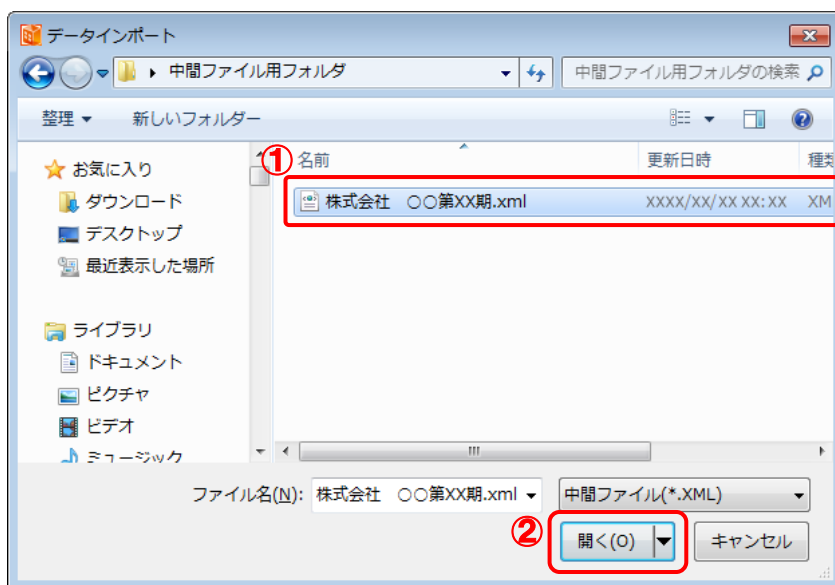 データインポート
中間ファイル用フォルダ
中間ファイル用フォルダの検索
整理
新しいフォルダー
①
名前
更新日時
種類
お気に入り
ダウンロード
デスクトップ
最近表示した場所
株式会社　○○第XX期.xml
XXXX/XX/XX XX:XX
XM
ライブラリ
ドキュメント
ピクチャ
ビデオ
ミュージック
ファイル名(N):
株式会社　○○第XX期.xml
中間ファイル(*.XML)
②
開く(O)
キャンセル